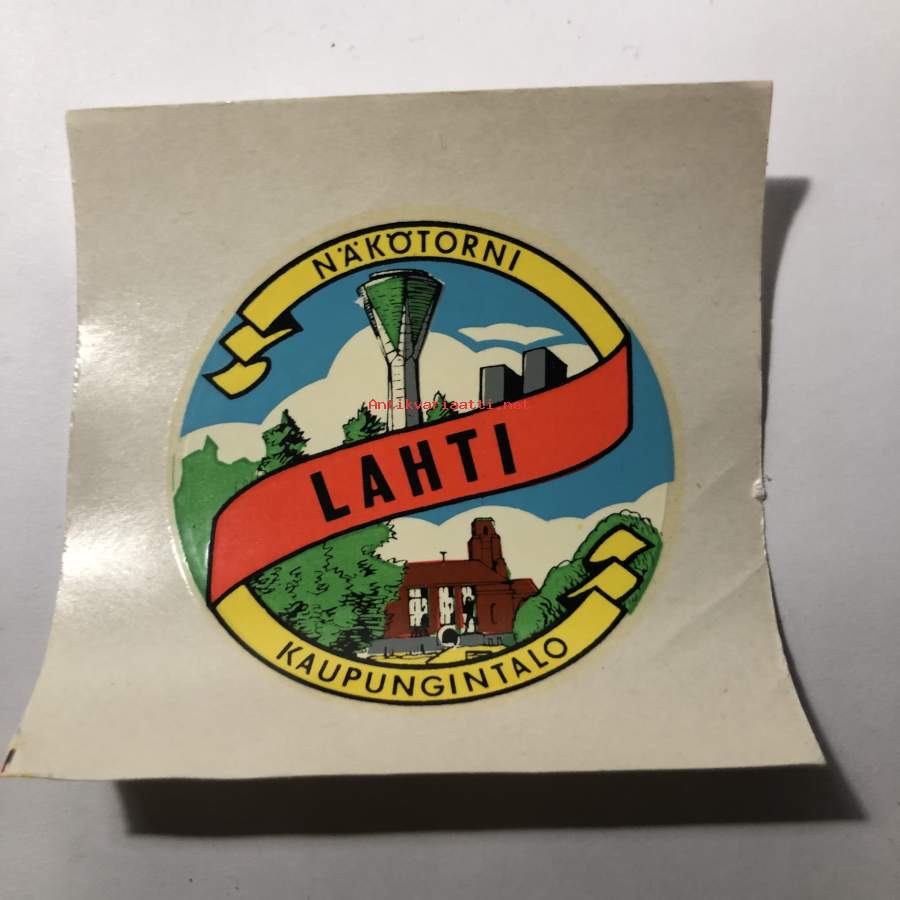 NÄKÖTORNI
Antikvariaatti.net
LAHTI
KAUPUNGINTALO